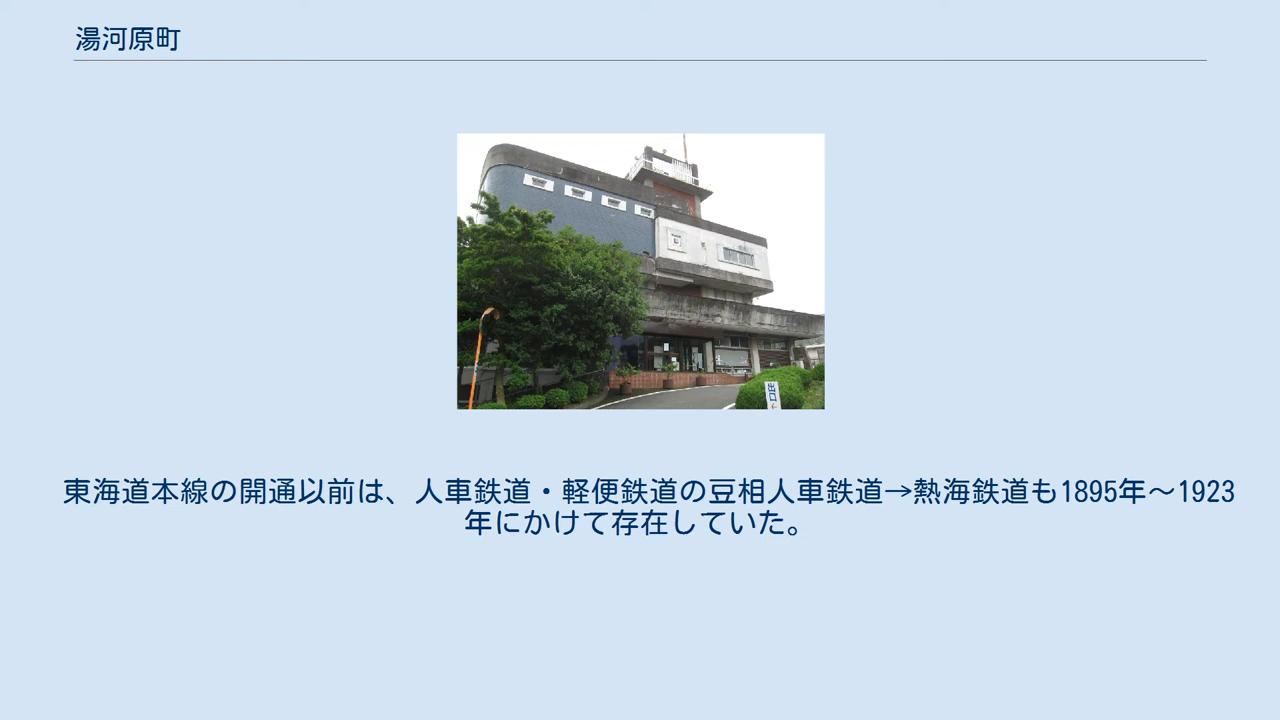 湯河原町
東海道本線の開通以前は、人車鉄道・軽便鉄道の豆相人車鉄道→熱海鉄道も1895年～1923
年にかけて存在していた。